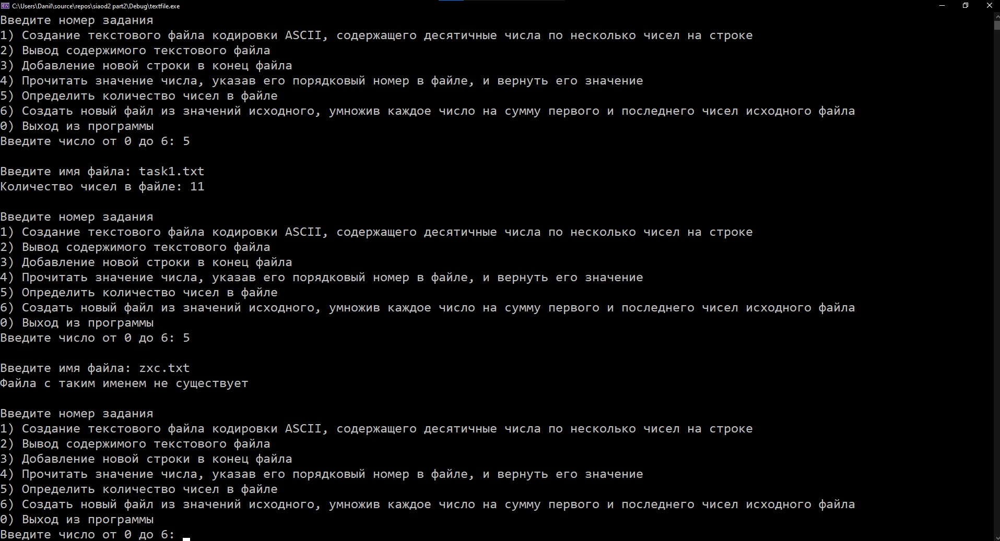 C:\Users\Danil\source\repos\siaod2 part2\Debug\textfile.exe
Введите номер задания
1) Создание текстового файла кодировки ASCII, содержащего десятичные числа по несколько чисел на строке
2) Вывод содержимого текстового файла
3) Добавление новой строки в конец файла
4) Прочитать значение числа, указав его порядковый номер в файле, и вернуть его значение
5) Определить количество чисел в файле
6) Создать новый файл из значений исходного, умножив каждое число на сумму первого и последнего чисел исходного файла
0) Выход из программы
Введите число от 0 до 6: 5
Введите имя файла: task1.txt
Количество чисел в файле: 11
Введите номер задания
1) Создание текстового файла кодировки ASCII, содержащего десятичные числа по несколько чисел на строке
2) Вывод содержимого текстового файла
3) Добавление новой строки в конец файла
4) Прочитать значение числа, указав его порядковый номер в файле, и вернуть его значение
5) Определить количество чисел в файле
6) Создать новый файл из значений исходного, умножив каждое число на сумму первого и последнего чисел исходного файла
0) Выход из программы
Введите число от 0 до 6: 5
Введите имя файла: zxc.txt
Файла с таким именем не существует
Введите номер задания
1) Создание текстового файла кодировки ASCII, содержащего десятичные числа по несколько чисел на строке
2) Вывод содержимого текстового файла
3) Добавление новой строки в конец файла
4) Прочитать значение числа, указав его порядковый номер в файле, и вернуть его значение
5) Определить количество чисел в файле
6) Создать новый файл из значений исходного, умножив каждое число на сумму первого и последнего чисел исходного файла
0) Выход из программы
Введите число от 0 до 6: